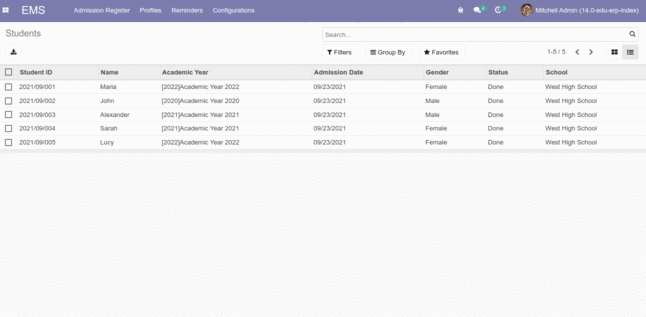 EMS Admission Register Profiles Reminders Configurations 4 3 Mitchell Admin (14.0-edu-erp-index)
Students Search...
Filters Group By Favorites 1-5 / 5
Student ID Name Academic Year Admission Date Gender Status School
2021/09/001 Maria [2022]Academic Year 2022 09/23/2021 Female Done West High School
2021/09/002 John [2020]Academic Year 2020 09/23/2021 Male Done West High School
2021/09/003 Alexander [2021]Academic Year 2021 09/23/2021 Male Done West High School
2021/09/004 Sarah [2021]Academic Year 2021 09/23/2021 Female Done West High School
2021/09/005 Lucy [2022]Academic Year 2022 09/23/2021 Female Done West High School